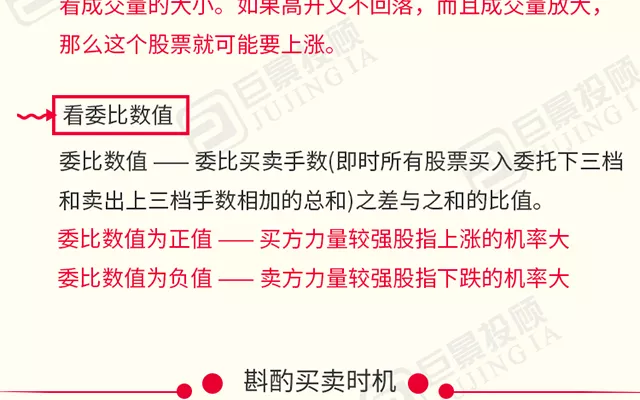 看成交量的大小。如果高开又不回落，而且成交量放大，
那么这个股票就可能要上涨。
看委比数值
委比数值 —— 委比买卖手数(即时所有股票买入委托下三档
和卖出上三档手数相加的总和)之差与之和的比值。
委比数值为正值 —— 买方力量较强股指上涨的机率大
委比数值为负值 —— 卖方力量较强股指下跌的机率大
斟酌买卖时机
巨景投顾
JUJING IA
巨景投顾
JUJING IA
巨景投顾
JUJING IA